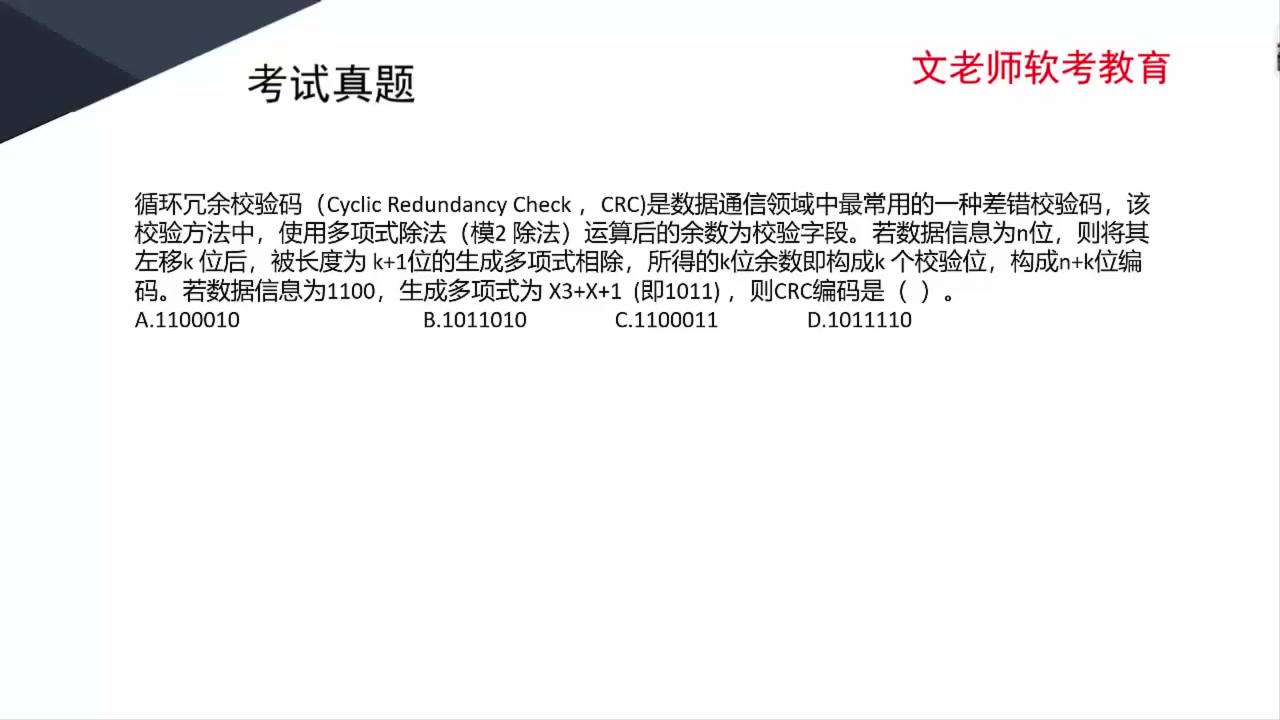 考试真题
文老师软考教育
循环冗余校验码（Cyclic Redundancy Check ，CRC)是数据通信领域中最常用的一种差错校验码，该
校验方法中，使用多项式除法（模2 除法）运算后的余数为校验字段。若数据信息为n位，则将其
左移k 位后，被长度为 k+1位的生成多项式相除，所得的k位余数即构成k 个校验位，构成n+k位编
码。若数据信息为1100，生成多项式为 X3+X+1（即1011)，则CRC编码是（ ）。
A.1100010 B.1011010 C.1100011 D.1011110